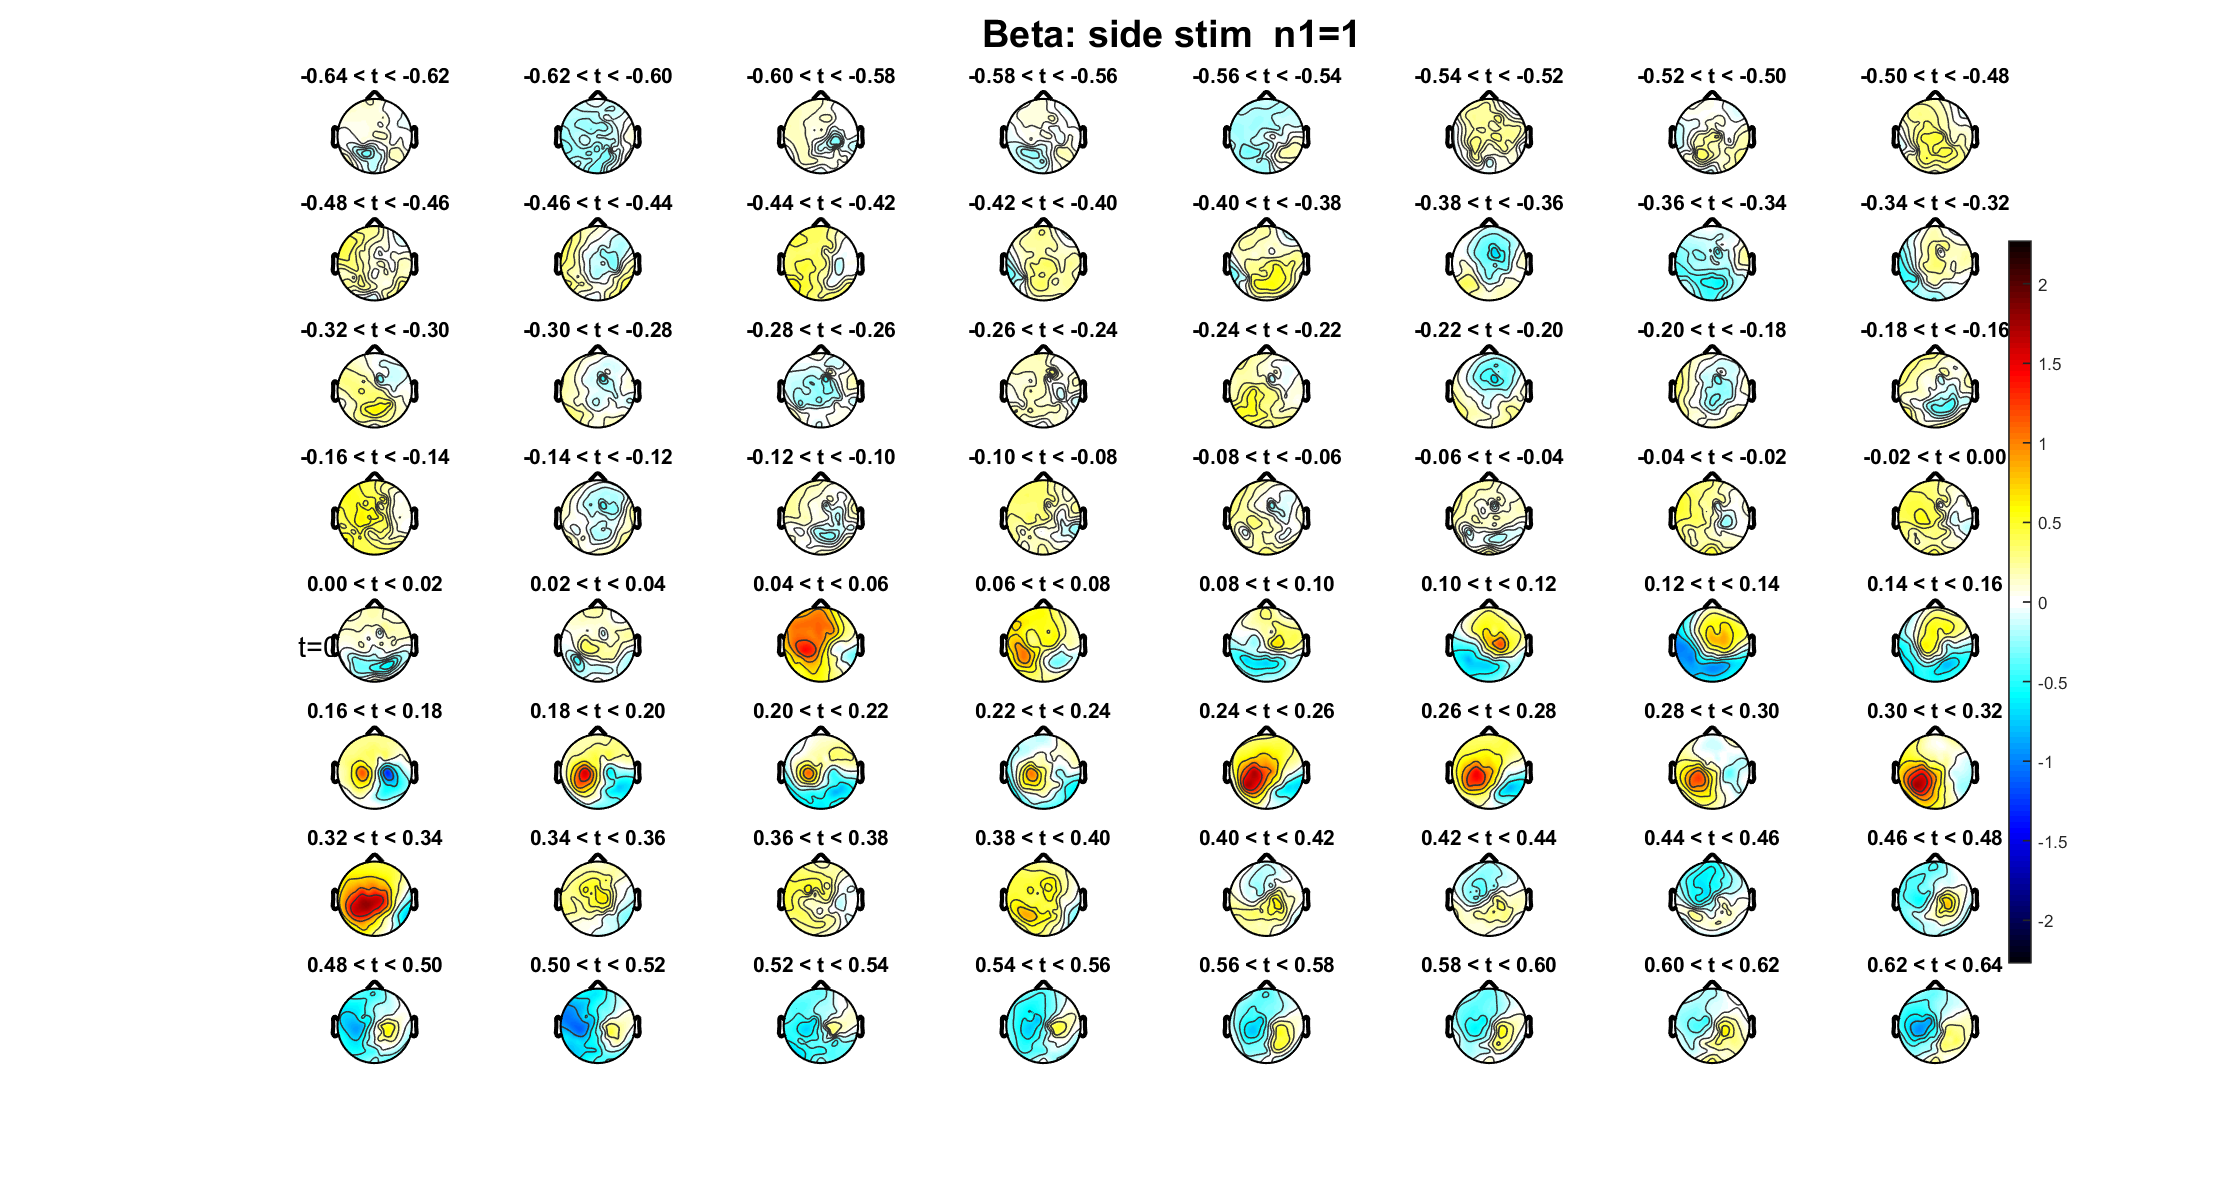 Beta: side stim  n1=1
-0.64 < t < -0.62
-0.62 < t < -0.60
-0.60 < t < -0.58
-0.58 < t < -0.56
-0.56 < t < -0.54
-0.54 < t < -0.52
-0.52 < t < -0.50
-0.50 < t < -0.48
-0.48 < t < -0.46
-0.46 < t < -0.44
-0.44 < t < -0.42
-0.42 < t < -0.40
-0.40 < t < -0.38
-0.38 < t < -0.36
-0.36 < t < -0.34
-0.34 < t < -0.32
-0.32 < t < -0.30
-0.30 < t < -0.28
-0.28 < t < -0.26
-0.26 < t < -0.24
-0.24 < t < -0.22
-0.22 < t < -0.20
-0.20 < t < -0.18
-0.18 < t < -0.16
-0.16 < t < -0.14
-0.14 < t < -0.12
-0.12 < t < -0.10
-0.10 < t < -0.08
-0.08 < t < -0.06
-0.06 < t < -0.04
-0.04 < t < -0.02
-0.02 < t < 0.00
0.00 < t < 0.02
0.02 < t < 0.04
0.04 < t < 0.06
0.06 < t < 0.08
0.08 < t < 0.10
0.10 < t < 0.12
0.12 < t < 0.14
0.14 < t < 0.16
t=0
0.16 < t < 0.18
0.18 < t < 0.20
0.20 < t < 0.22
0.22 < t < 0.24
0.24 < t < 0.26
0.26 < t < 0.28
0.28 < t < 0.30
0.30 < t < 0.32
0.32 < t < 0.34
0.34 < t < 0.36
0.36 < t < 0.38
0.38 < t < 0.40
0.40 < t < 0.42
0.42 < t < 0.44
0.44 < t < 0.46
0.46 < t < 0.48
0.48 < t < 0.50
0.50 < t < 0.52
0.52 < t < 0.54
0.54 < t < 0.56
0.56 < t < 0.58
0.58 < t < 0.60
0.60 < t < 0.62
0.62 < t < 0.64
2
1.5
1
0.5
0
-0.5
-1
-1.5
-2